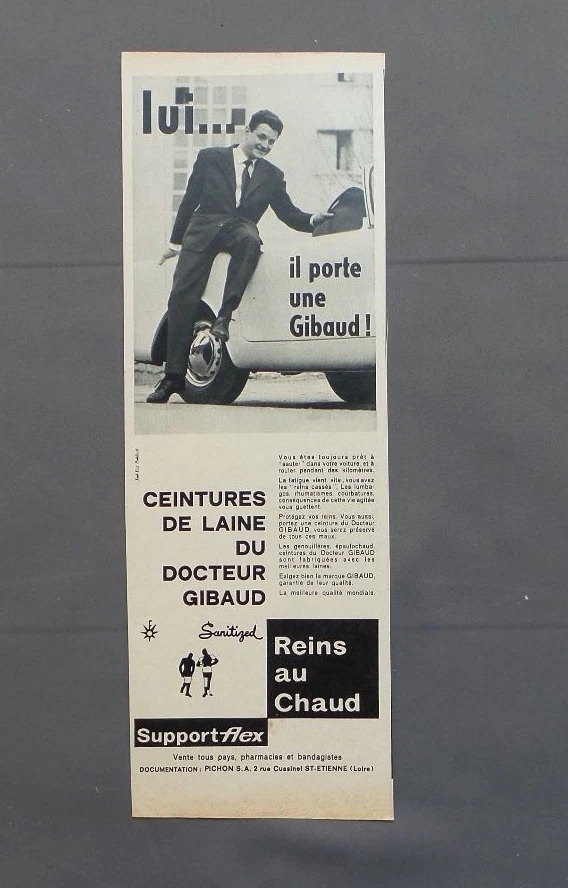 lui...
il porte
une
Gibaud !
Vous êtes toujours prêt à
"sauter" dans votre voiture, et à
rouler pendant des kilomètres.
La fatigue vient vite, vous avez
les "reins cassés". Les lumba-
gos, rhumatismes, courbatures,
conséquences de cette vie agitée
vous guettent.
Protégez vos reins. Vous aussi,
portez une ceinture du Docteur
GIBAUD, vous serez préservé
de tous ces maux.
Les genouillères, épaulochaud,
ceintures du Docteur GIBAUD
sont fabriquées avec les
meilleures laines.
Exigez bien la marque GIBAUD,
garantie de leur qualité.
La meilleure qualité mondiale.
CEINTURES
DE LAINE
DU
DOCTEUR
GIBAUD
Sanitized
Reins
au
Chaud
Supportflex
Vente tous pays, pharmacies et bandagistes
DOCUMENTATION : PICHON S.A. 2 rue Cussinel ST-ETIENNE (Loire)